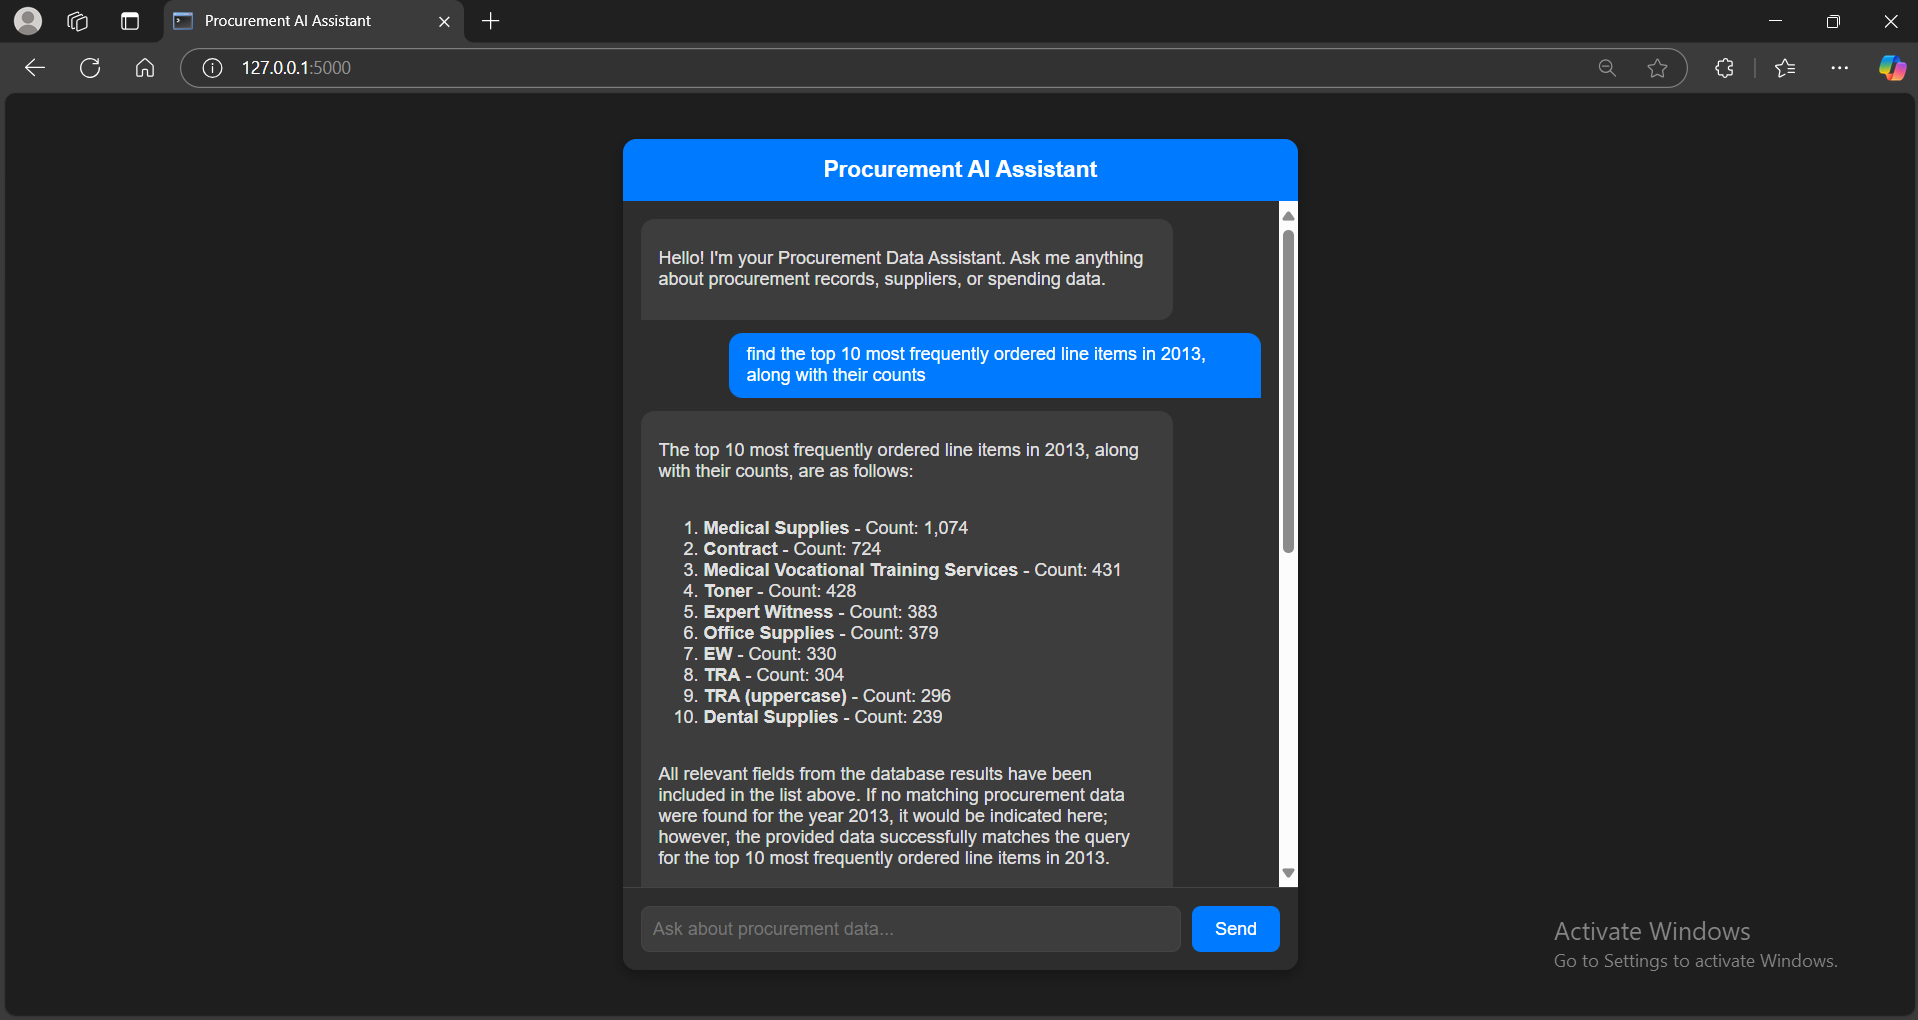 Procurement AI Assistant
127.0.0.1:5000
Procurement AI Assistant
Hello! I'm your Procurement Data Assistant. Ask me anything
about procurement records, suppliers, or spending data.
find the top 10 most frequently ordered line items in 2013,
along with their counts
The top 10 most frequently ordered line items in 2013, along
with their counts, are as follows:
1. Medical Supplies - Count: 1,074
2. Contract - Count: 724
3. Medical Vocational Training Services - Count: 431
4. Toner - Count: 428
5. Expert Witness - Count: 383
6. Office Supplies - Count: 379
7. EW - Count: 330
8. TRA - Count: 304
9. TRA (uppercase) - Count: 296
10. Dental Supplies - Count: 239
All relevant fields from the database results have been
included in the list above. If no matching procurement data
were found for the year 2013, it would be indicated here;
however, the provided data successfully matches the query
for the top 10 most frequently ordered line items in 2013.
Ask about procurement data...
Send
Activate Windows
Go to Settings to activate Windows.